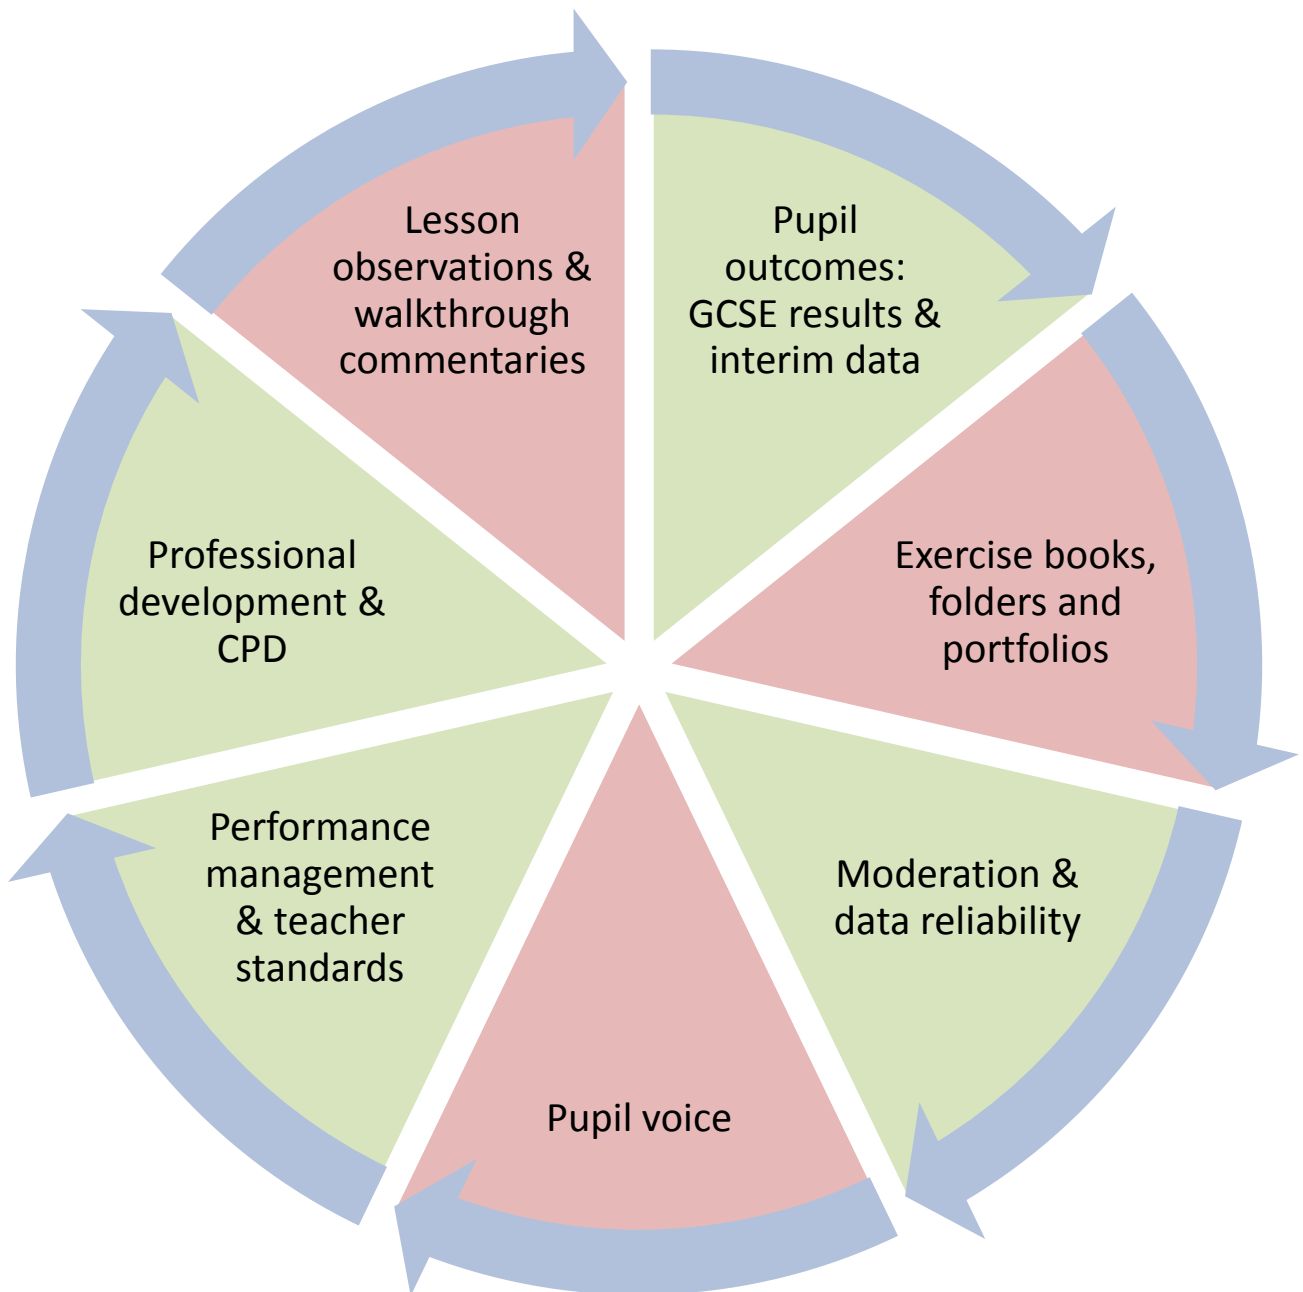 Pupil
outcomes:
GCSE results &
interim data
Exercise books,
folders and
portfolios
Moderation &
data reliability
Pupil voice
Performance
management
& teacher
standards
Professional
development &
CPD
Lesson
observations &
walkthrough
commentaries